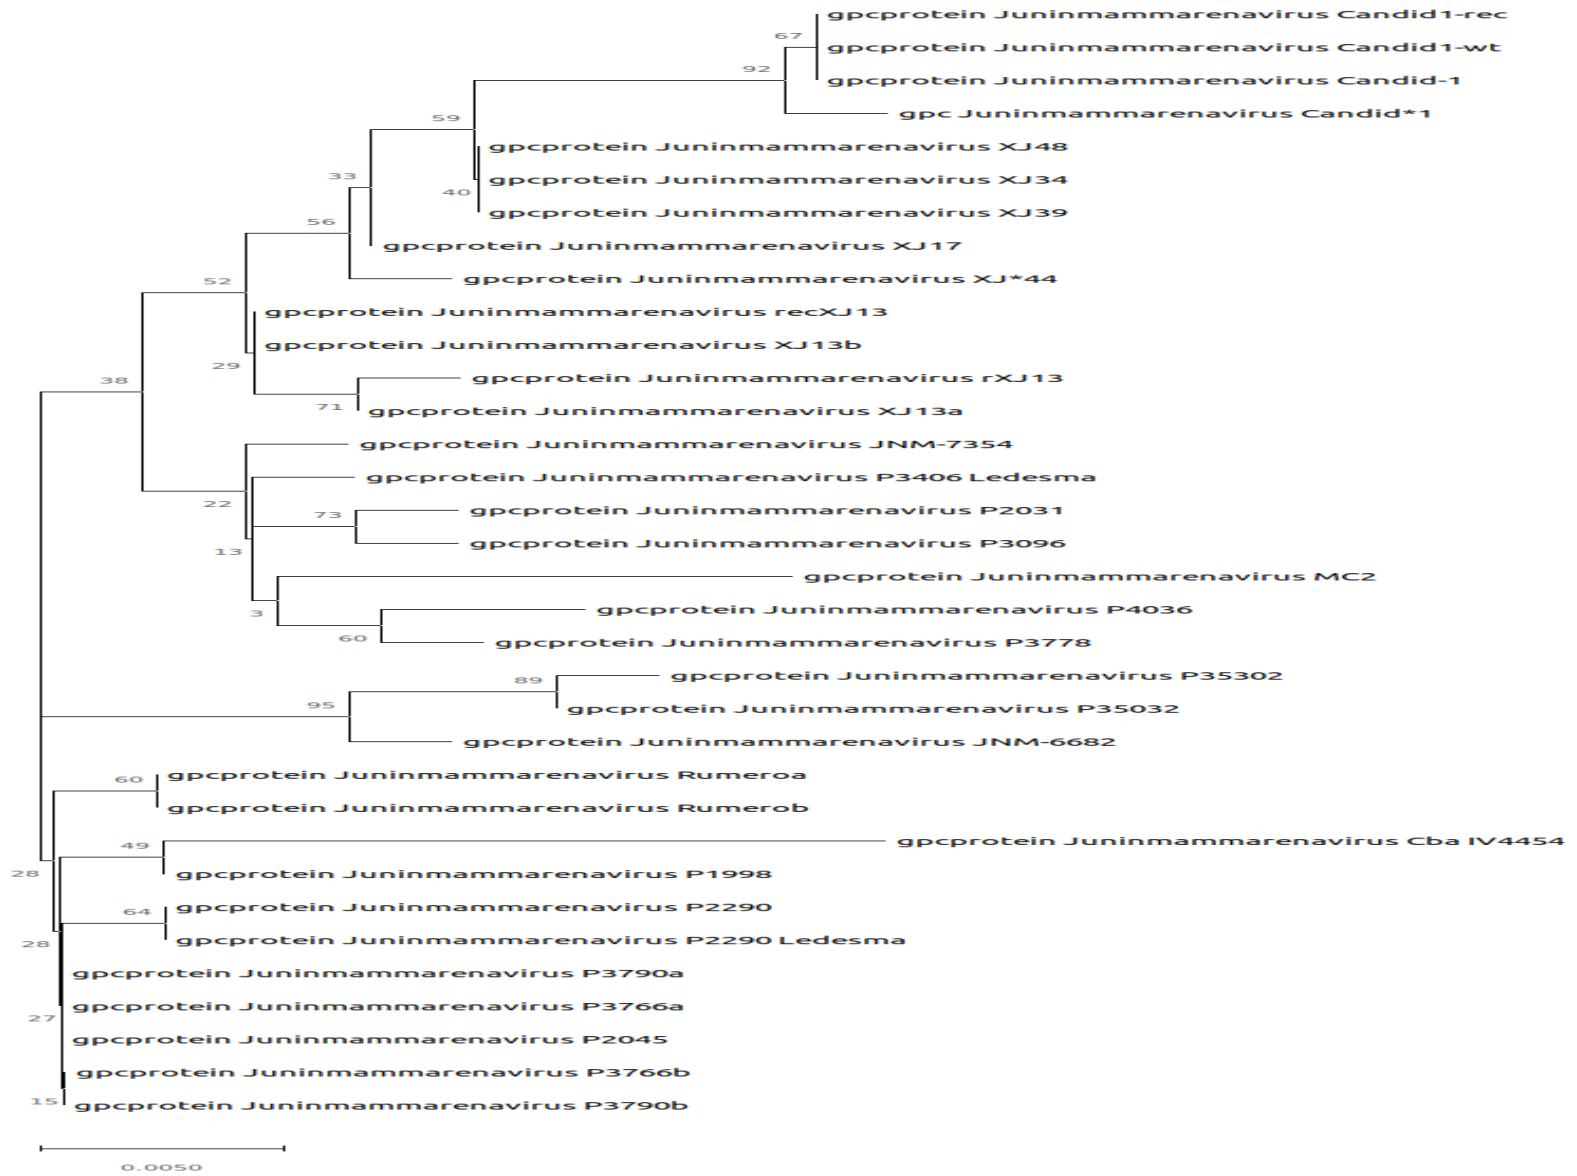 gpcprotein Juninmammarenavirus Candid1-rec
67
gpcprotein Juninmammarenavirus Candid1-wt
92
gpcprotein Juninmammarenavirus Candid-1
gpc Juninmammarenavirus Candid*1
59
gpcprotein Juninmammarenavirus XJ48
33
gpcprotein Juninmammarenavirus XJ34
40
gpcprotein Juninmammarenavirus XJ39
56
gpcprotein Juninmammarenavirus XJ17
52
gpcprotein Juninmammarenavirus XJ*44
gpcprotein Juninmammarenavirus recXJ13
gpcprotein Juninmammarenavirus XJ13b
29
38
gpcprotein Juninmammarenavirus rXJ13
71
gpcprotein Juninmammarenavirus XJ13a
gpcprotein Juninmammarenavirus JNM-7354
gpcprotein Juninmammarenavirus P3406 Ledesma
22
73
gpcprotein Juninmammarenavirus P2031
13
gpcprotein Juninmammarenavirus P3096
gpcprotein Juninmammarenavirus MC2
3
gpcprotein Juninmammarenavirus P4036
60
gpcprotein Juninmammarenavirus P3778
89
gpcprotein Juninmammarenavirus P35302
95
gpcprotein Juninmammarenavirus P35032
gpcprotein Juninmammarenavirus JNM-6682
60
gpcprotein Juninmammarenavirus Rumeroa
gpcprotein Juninmammarenavirus Rumerob
49
gpcprotein Juninmammarenavirus Cba IV4454
28
gpcprotein Juninmammarenavirus P1998
64
gpcprotein Juninmammarenavirus P2290
28
gpcprotein Juninmammarenavirus P2290 Ledesma
gpcprotein Juninmammarenavirus P3790a
gpcprotein Juninmammarenavirus P3766a
27
gpcprotein Juninmammarenavirus P2045
gpcprotein Juninmammarenavirus P3766b
15
gpcprotein Juninmammarenavirus P3790b
0.0050